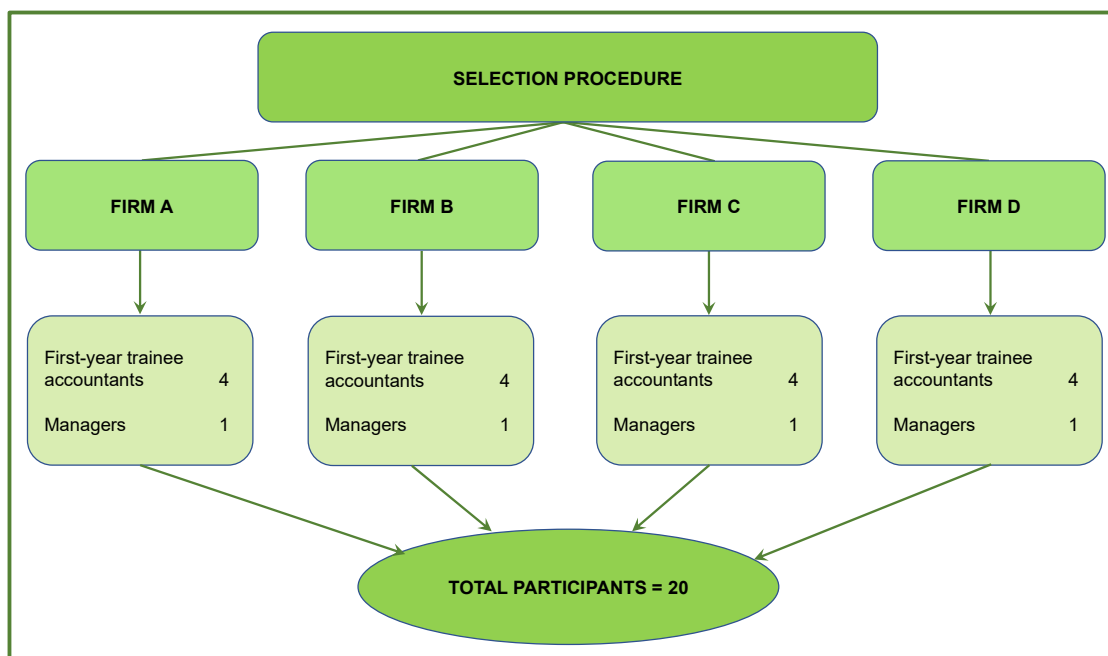 SELECTION PROCEDURE
FIRM A
FIRM B
FIRM C
FIRM D
First-year trainee
accountants 4
Managers 1
First-year trainee
accountants 4
Managers 1
First-year trainee
accountants 4
Managers 1
First-year trainee
accountants 4
Managers 1
TOTAL PARTICIPANTS = 20